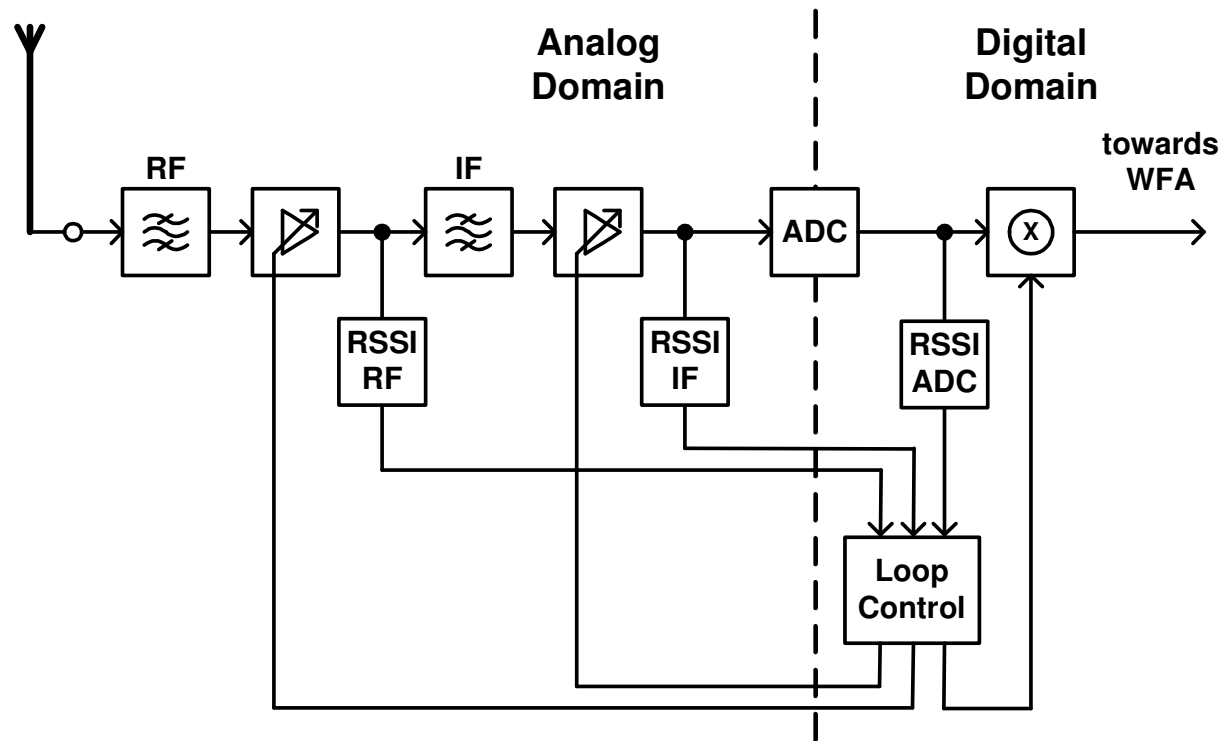 Analog
Domain
Digital
Domain
towards
WFA
RF
IF
ADC
X
RSSI
RF
RSSI
IF
RSSI
ADC
Loop
Control